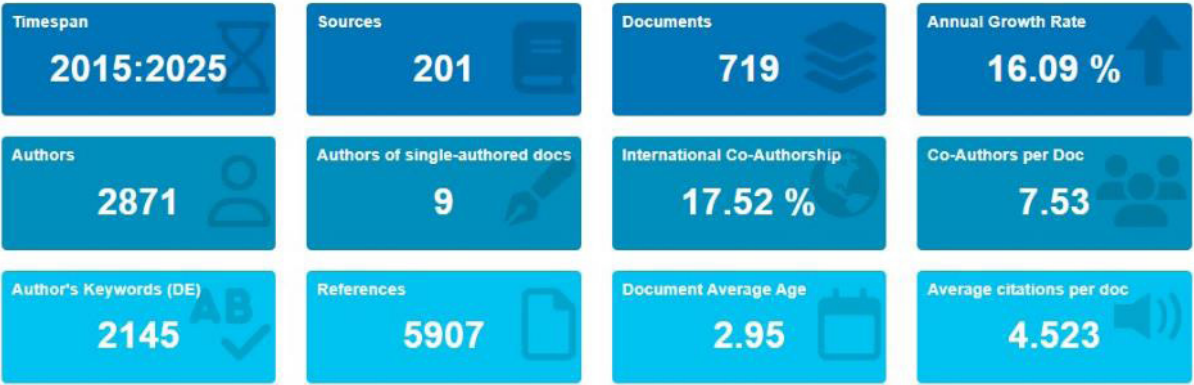 Timespan
2015:2025
Sources
201
Documents
719
Annual Growth Rate
16.09 %
Authors
2871
Authors of single-authored docs
9
International Co-Authorship
17.52 %
Co-Authors per Doc
7.53
Author's Keywords (DE)
2145
AB
References
5907
Document Average Age
2.95
Average citations per doc
4.523